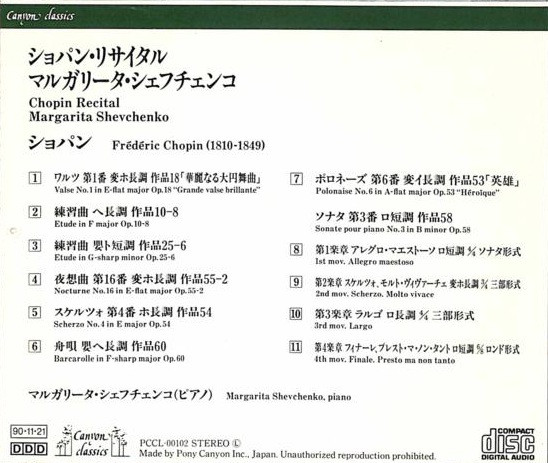 Canyon classics
ショパン・リサイタル
マルガリータ・シェフチェンコ
Chopin Recital
Margarita Shevchenko
ショパン Frédéric Chopin (1810-1849)
1 ワルツ 第1番 変ホ長調 作品18「華麗なる大円舞曲」
Valse No.1 in E-flat major Op.18 "Grande valse brillante"
2 練習曲 ヘ長調 作品10-8
Etude in F major Op.10-8
3 練習曲 嬰ト短調 作品25-6
Etude in G-sharp minor Op.25-6
4 夜想曲 第16番 変ホ長調 作品55-2
Nocturne No.16 in E-flat major Op.55-2
5 スケルツォ 第4番 ホ長調 作品54
Scherzo No.4 in E major Op.54
6 舟唄 嬰ヘ長調 作品60
Barcarolle in F-sharp major Op.60
7 ポロネーズ 第6番 変イ長調 作品53「英雄」
Polonaise No.6 in A-flat major Op.53 "Héroïque"
ソナタ 第3番 ロ短調 作品58
Sonate pour piano No.3 in B minor Op.58
8 第1楽章 アレグロ・マエストーソ ロ短調 4/4 ソナタ形式
1st mov. Allegro maestoso
9 第2楽章 スケルツォ、モルト・ヴィヴァーチェ 変ホ長調 3/4 三部形式
2nd mov. Scherzo. Molto vivace
10 第3楽章 ラルゴ ロ長調 4/4 三部形式
3rd mov. Largo
11 第4楽章 フィナーレ、プレスト・マ・ノン・タント ロ短調 6/8 ロンド形式
4th mov. Finale. Presto ma non tanto
マルガリータ・シェフチェンコ(ピアノ) Margarita Shevchenko, piano
90・11・21
DDD
Canyon classics
PCCL-00102 STEREO Ⓛ
Made by Pony Canyon Inc., Japan. Unauthorized reproduction prohibited.
COMPACT
disc
DIGITAL AUDIO